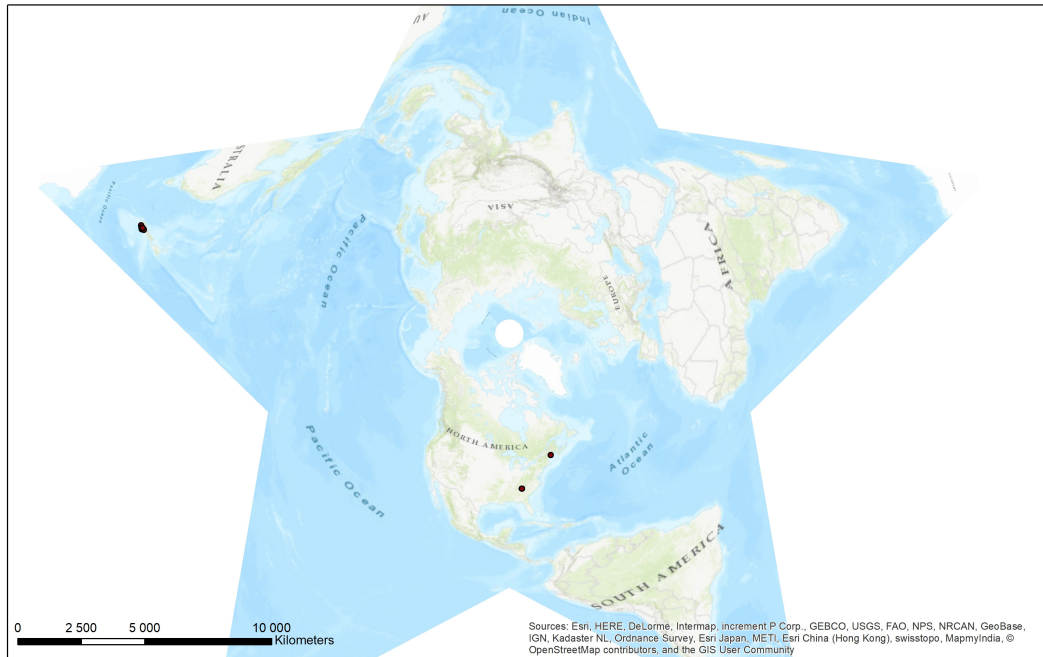 Indian Ocean
AU
STRALIA
Pacific Ocean
ASIA
Pacific Ocean
AFRICA
EUROPE
NORTH AMERICA
Atlantic
Ocean
Pacific Ocean
SOUTH AMERICA
0 2 500 5 000 10 000
Kilometers
Sources: Esri, HERE, DeLorme, Intermap, increment P Corp., GEBCO, USGS, FAO, NPS, NRCAN, GeoBase,
IGN, Kadaster NL, Ordnance Survey, Esri Japan, METI, Esri China (Hong Kong), swisstopo, MapmyIndia, ©
OpenStreetMap contributors, and the GIS User Community